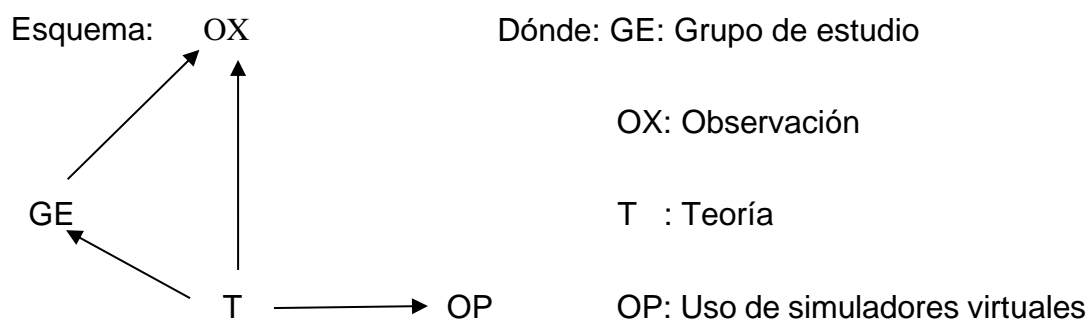 Esquema: OX Dónde: GE: Grupo de estudio
OX: Observación
GE T : Teoría
T OP OP: Uso de simuladores virtuales